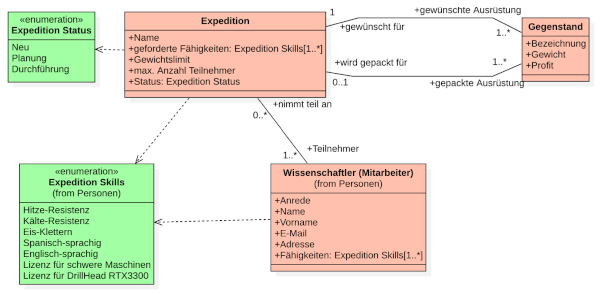 «enumeration»
Expedition Status
Neu
Planung
Durchführung
Expedition
+Name
+geforderte Fähigkeiten: Expedition Skills[1..*]
+Gewichtslimit
+max. Anzahl Teilnehmer
+Status: Expedition Status
1
+gewünscht für
+gewünschte Ausrüstung
1..*
+wird gepackt für
0..1
1..*
+gepackte Ausrüstung
Gegenstand
+Bezeichnung
+Gewicht
+Profit
+nimmt teil an
0..*
+Teilnehmer
1..*
«enumeration»
Expedition Skills
(from Personen)
Hitze-Resistenz
Kälte-Resistenz
Eis-Klettern
Spanisch-sprachig
Englisch-sprachig
Lizenz für schwere Maschinen
Lizenz für DrillHead RTX3300
Wissenschaftler (Mitarbeiter)
(from Personen)
+Anrede
+Name
+Vorname
+E-Mail
+Adresse
+Fähigkeiten: Expedition Skills[1..*]